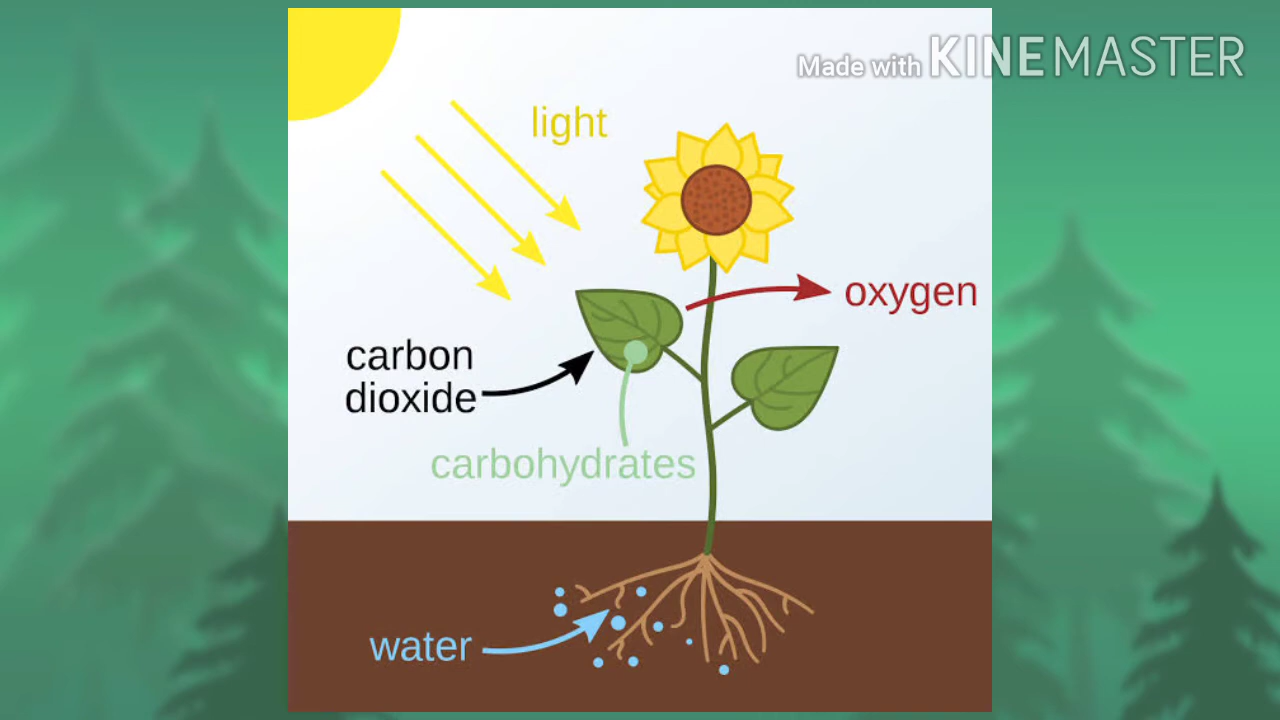 Made with KINEMASTER
light
oxygen
carbon
dioxide
carbohydrates
water